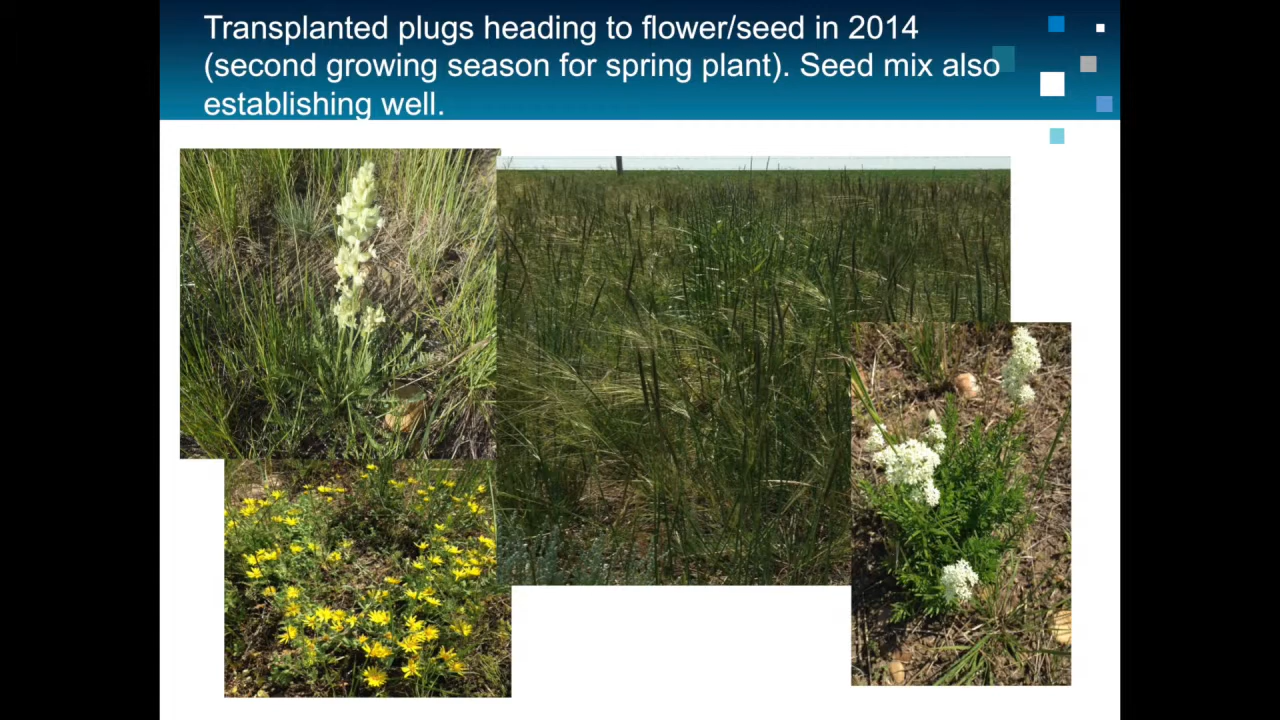 Transplanted plugs heading to flower/seed in 2014
(second growing season for spring plant). Seed mix also
establishing well.